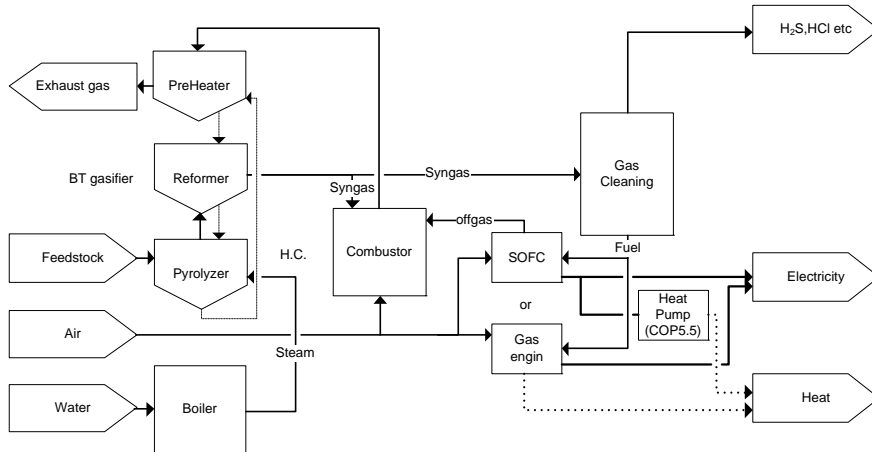 H₂S,HCl etc
PreHeater
Exhaust gas
Gas
Cleaning
BT gasifier
Reformer
Syngas
Syngas
offgas
Fuel
Feedstock
Pyrolyzer
H.C.
Combustor
SOFC
Electricity
or
Heat
Pump
(COP5.5)
Air
Gas
engin
Steam
Water
Boiler
Heat